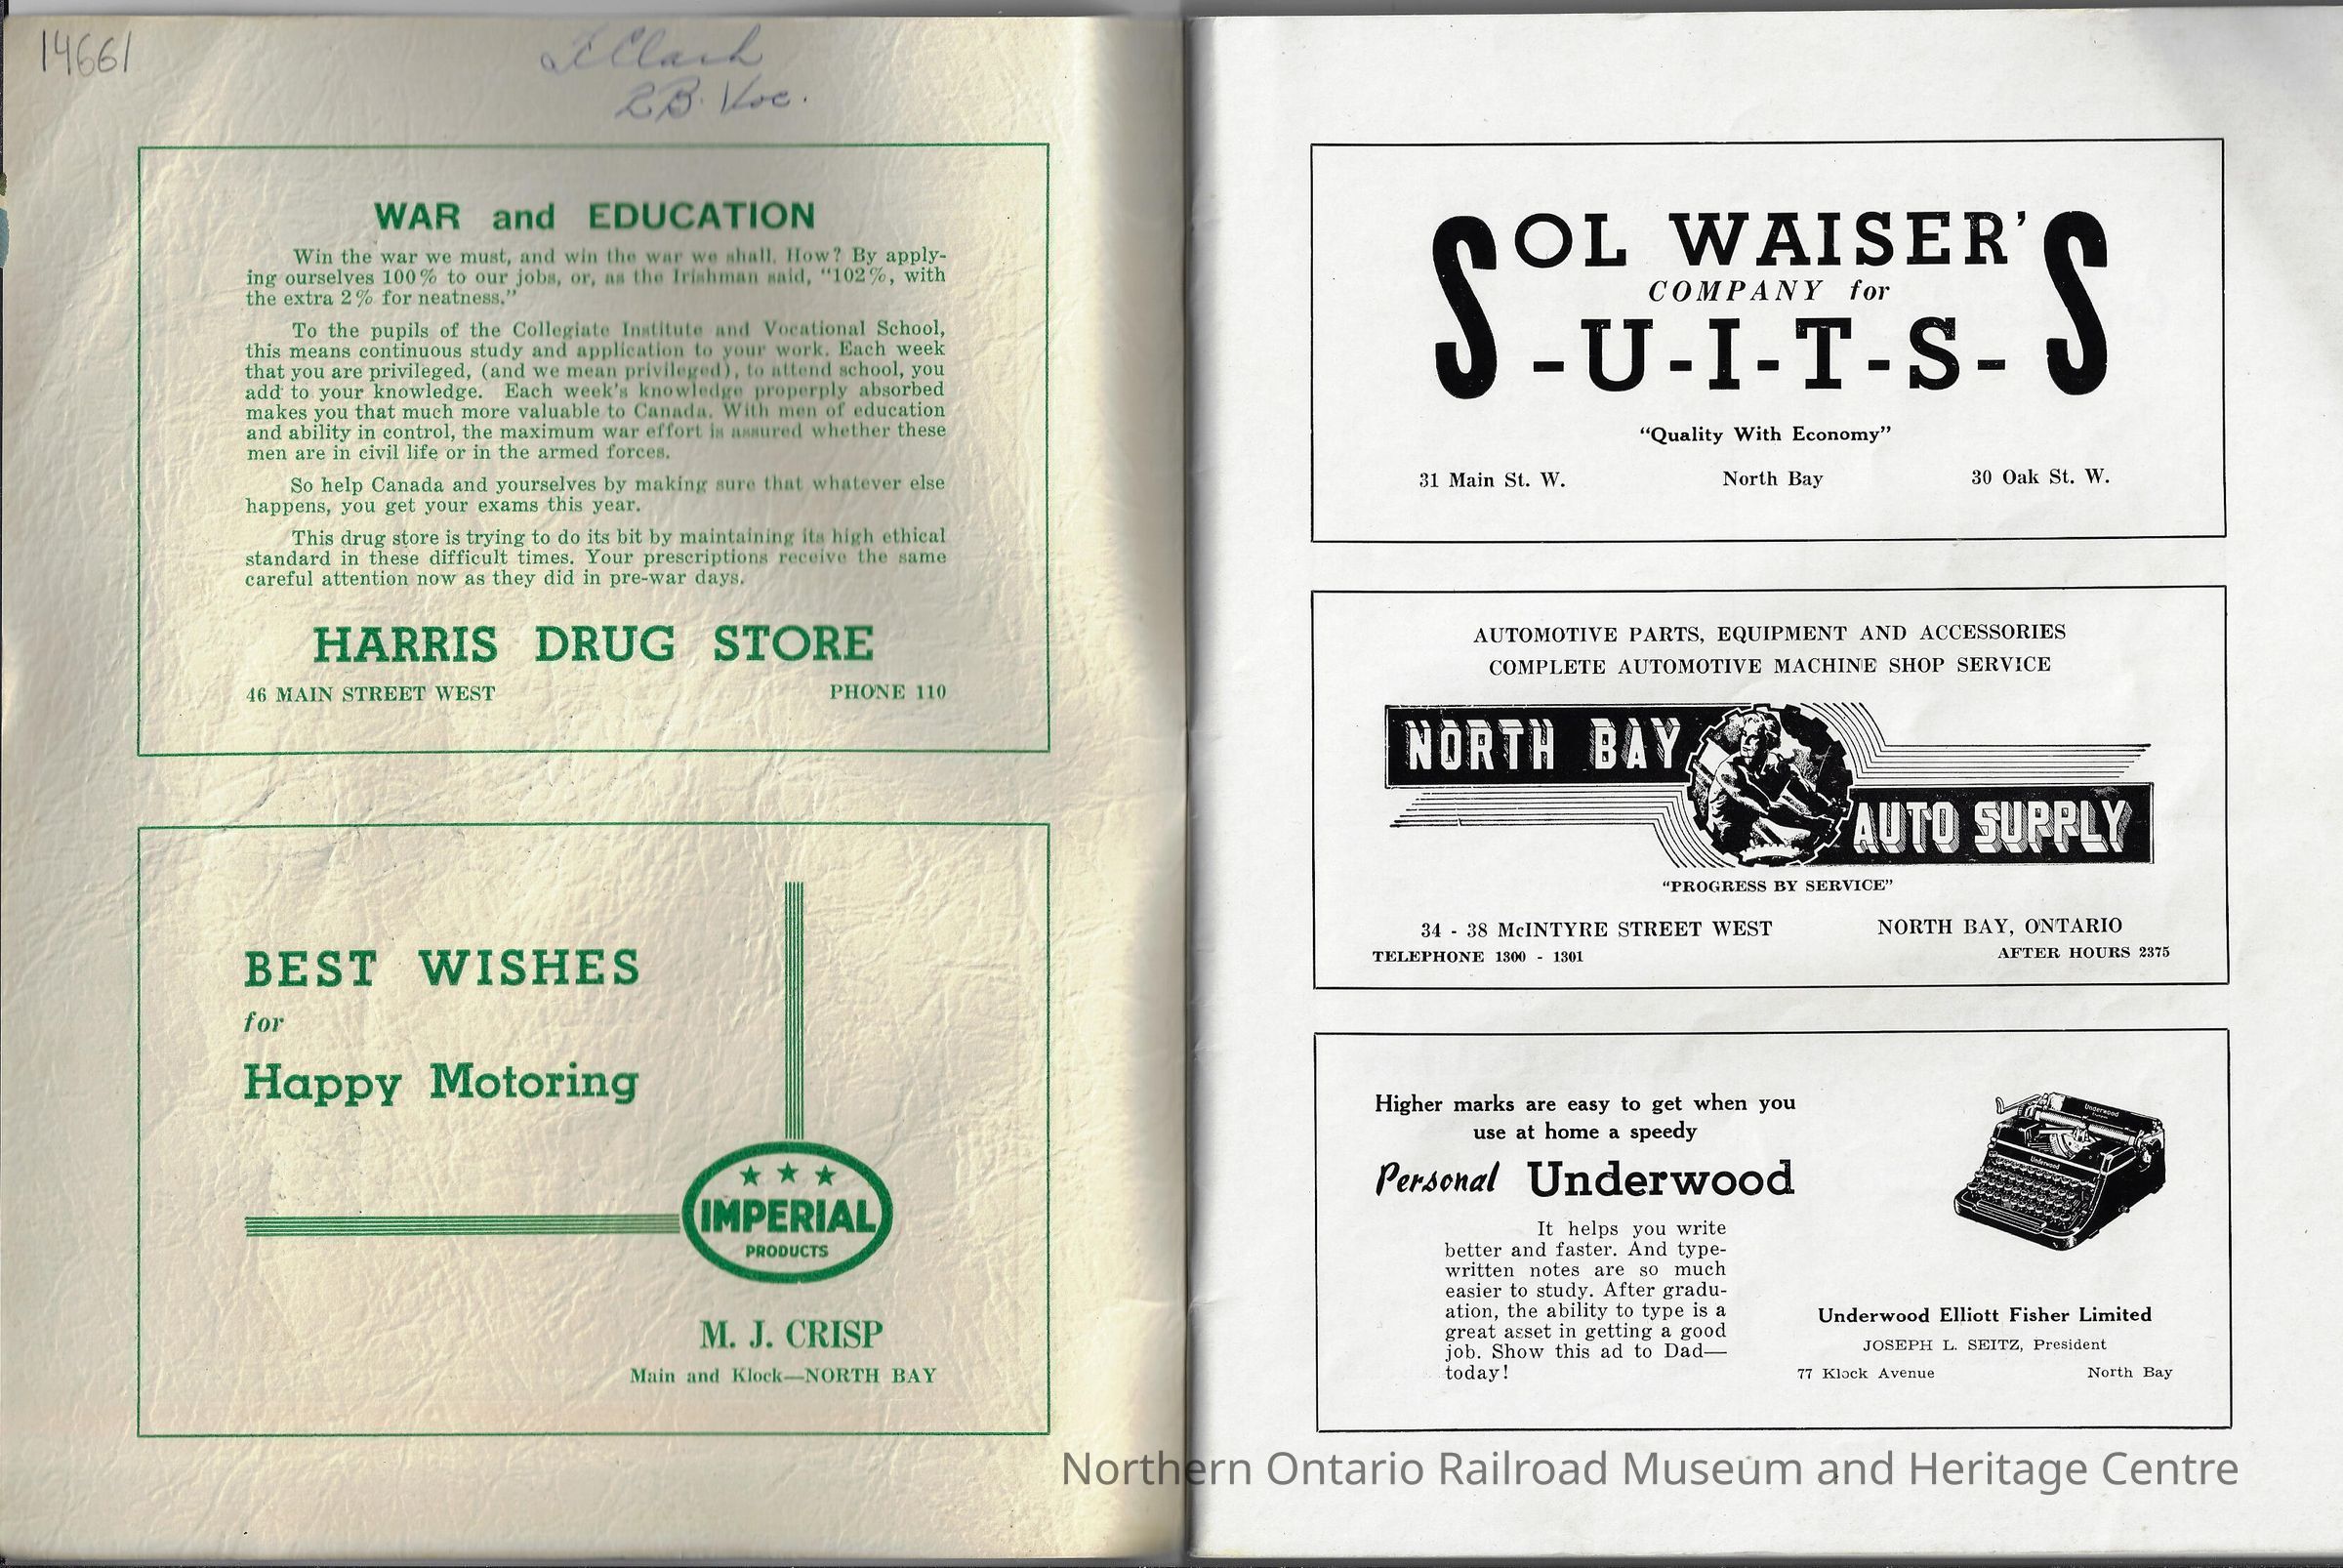 14661
F Clark
2B. Voc.
WAR and EDUCATION
Win the war we must, and win the war we shall. How? By apply-
ing ourselves 100% to our jobs, or, as the Irishman said, "102%, with
the extra 2% for neatness."
To the pupils of the Collegiate Institute and Vocational School,
this means continuous study and application to your work. Each week
that you are privileged, (and we mean privileged), to attend school, you
add to your knowledge. Each week's knowledge properply absorbed
makes you that much more valuable to Canada. With men of education
and ability in control, the maximum war effort is assured whether these
men are in civil life or in the armed forces.
So help Canada and yourselves by making sure that whatever else
happens, you get your exams this year.
This drug store is trying to do its bit by maintaining its high ethical
standard in these difficult times. Your prescriptions receive the same
careful attention now as they did in pre-war days.
HARRIS DRUG STORE
46 MAIN STREET WEST PHONE 110
BEST WISHES
for
Happy Motoring
IMPERIAL
PRODUCTS
M. J. CRISP
Main and Klock—NORTH BAY
SOL WAISER'S
COMPANY for
-U-I-T-S-
"Quality With Economy"
31 Main St. W. North Bay 30 Oak St. W.
AUTOMOTIVE PARTS, EQUIPMENT AND ACCESSORIES
COMPLETE AUTOMOTIVE MACHINE SHOP SERVICE
NORTH BAY
AUTO SUPPLY
"PROGRESS BY SERVICE"
34 - 38 McINTYRE STREET WEST NORTH BAY, ONTARIO
TELEPHONE 1300 - 1301 AFTER HOURS 2375
Higher marks are easy to get when you
use at home a speedy
Personal Underwood
It helps you write
better and faster. And type-
written notes are so much
easier to study. After gradu-
ation, the ability to type is a
great asset in getting a good
job. Show this ad to Dad—
today!
Underwood
Underwood
Underwood Elliott Fisher Limited
JOSEPH L. SEITZ, President
77 Klock Avenue North Bay
Northern Ontario Railroad Museum and Heritage Centre